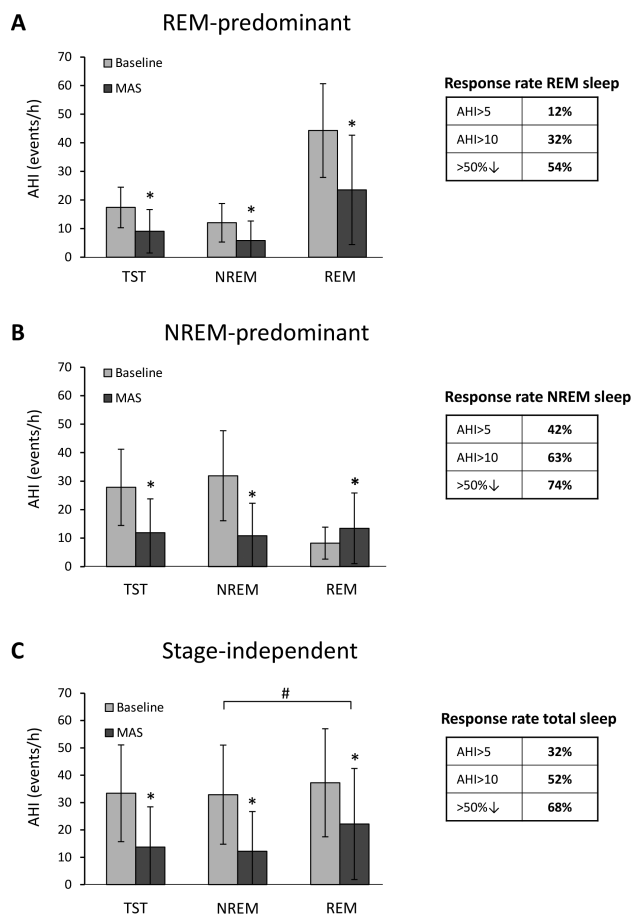 A
REM-predominant
Baseline
MAS
AHI (events/h)
70
60
50
40
30
20
10
0
*
*
*
TST
NREM
REM
Response rate REM sleep
AHI>5 12%
AHI>10 32%
>50%↓ 54%
B
NREM-predominant
Baseline
MAS
AHI (events/h)
70
60
50
40
30
20
10
0
*
*
*
TST
NREM
REM
Response rate NREM sleep
AHI>5 42%
AHI>10 63%
>50%↓ 74%
C
Stage-independent
Baseline
MAS
AHI (events/h)
70
60
50
40
30
20
10
0
#
*
*
*
TST
NREM
REM
Response rate total sleep
AHI>5 32%
AHI>10 52%
>50%↓ 68%